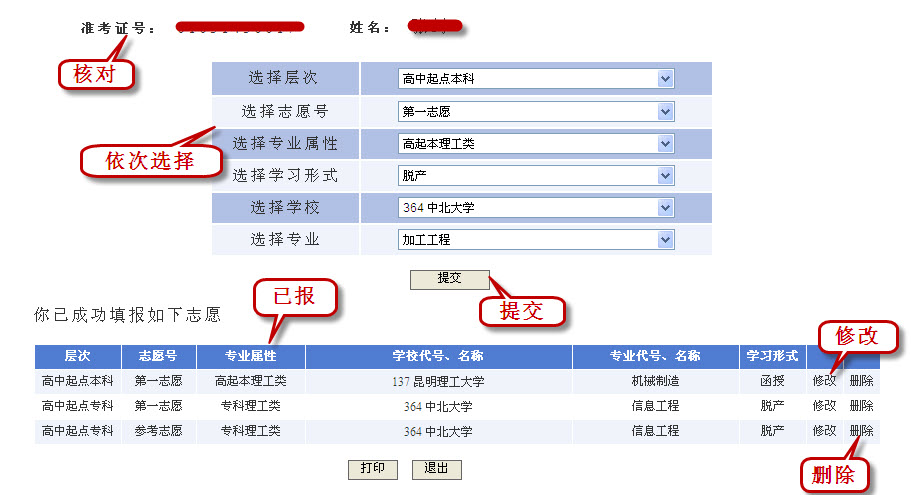 准考证号： 姓名：
核对
选择层次 高中起点本科
选择志愿号 第一志愿
选择专业属性 高起本理工类
依次选择
选择学习形式 脱产
选择学校 364 中北大学
选择专业 加工工程
提交
已报
提交
你已成功填报如下志愿
修改
层次 志愿号 专业属性 学校代号、名称 专业代号、名称 学习形式
高中起点本科 第一志愿 高起本理工类 137 昆明理工大学 机械制造 函授 修改 删除
高中起点专科 第一志愿 专科理工类 364 中北大学 信息工程 脱产 修改 删除
高中起点专科 参考志愿 专科理工类 364 中北大学 信息工程 脱产 修改 删除
打印 退出
删除